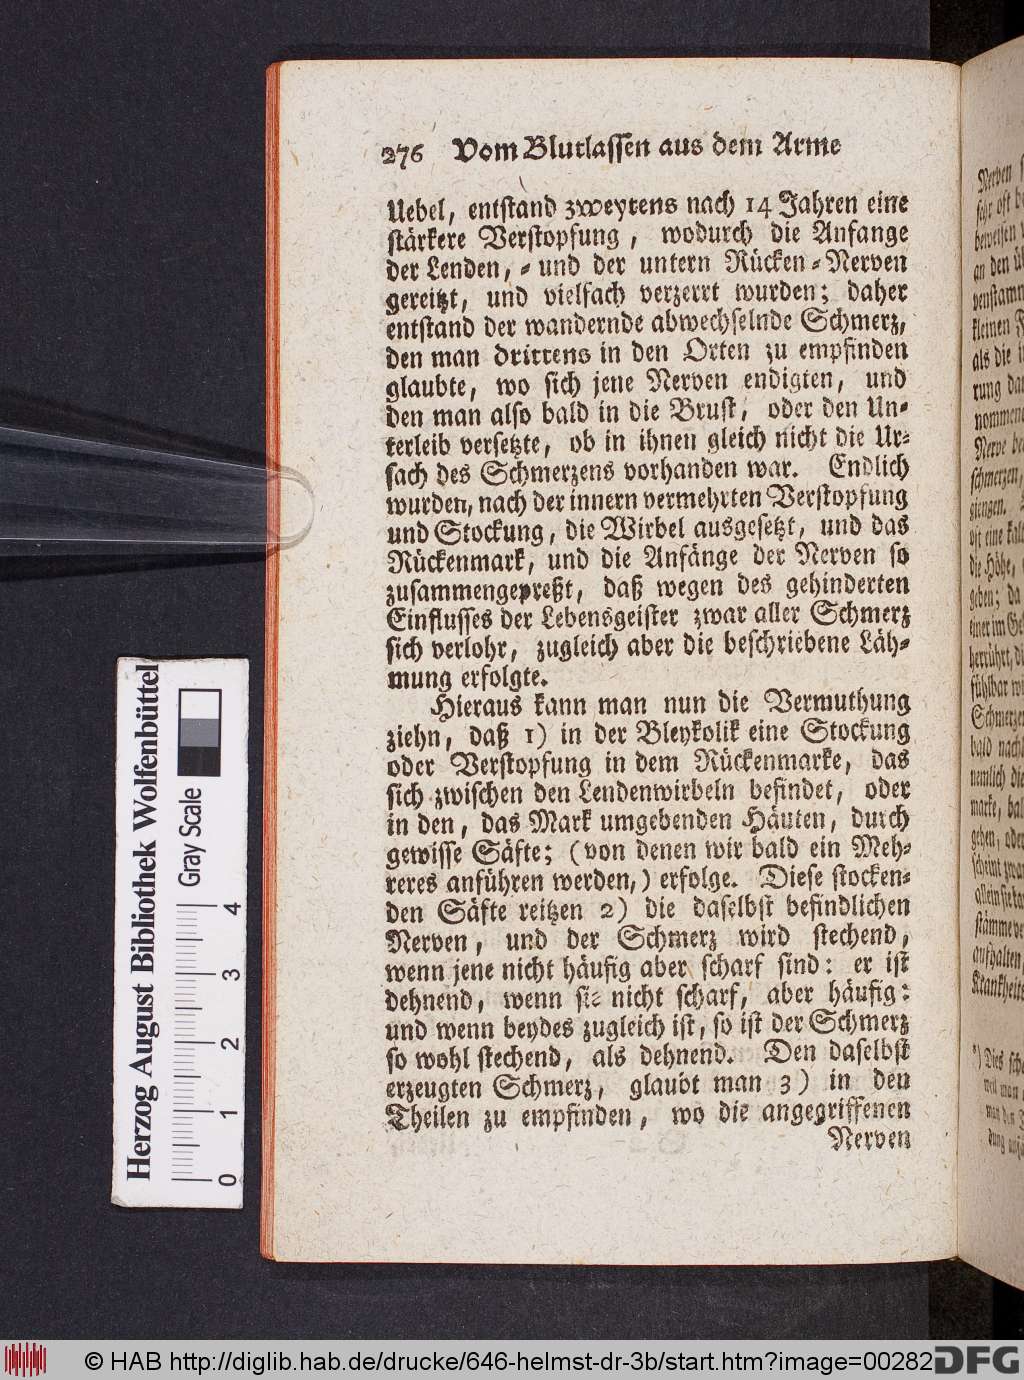 276 Vom Blutlassen aus dem Arme
Uebel, entstand zweytens nach 14 Jahren eine
stärkere Verstopfung, wodurch die Anfange
der Lenden, = und der untern Rücken=Nerven
gereitzt, und vielfach verzerrt wurden; daher
entstand der wandernde abwechselnde Schmerz,
den man drittens in den Orten zu empfinden
glaubte, wo sich jene Nerven endigten, und
den man also bald in die Brust, oder den Un=
terleib versetzte, ob in ihnen gleich nicht die Ur=
sach des Schmerzens vorhanden war. Endlich
wurden, nach der innern vermehrten Verstopfung
und Stockung, die Wirbel ausgesetzt, und das
Rückenmark, und die Anfänge der Nerven so
zusammengepreßt, daß wegen des gehinderten
Einflusses der Lebensgeister zwar aller Schmerz
sich verlohr, zugleich aber die beschriebene Läh=
mung erfolgte.
Hieraus kann man nun die Vermuthung
ziehn, daß 1) in der Bleykolik eine Stockung
oder Verstopfung in dem Rückenmarke, das
sich zwischen den Lendenwirbeln befindet, oder
in den, das Mark umgebenden Häuten, durch
gewisse Säfte; (von denen wir bald ein Meh=
reres anführen werden,) erfolge. Diese stocken=
den Säfte reitzen 2) die daselbst befindlichen
Nerven, und der Schmerz wird stechend,
wenn jene nicht häufig aber scharf sind: er ist
dehnend, wenn sie nicht scharf, aber häufig:
und wenn beydes zugleich ist, so ist der Schmerz
so wohl stechend, als dehnend. Den daselbst
erzeugten Schmerz, glaubt man 3) in den
Theilen zu empfinden, wo die angegriffenen
Nerven
Herzog August Bibliothek Wolfenbüttel
Gray Scale
0 1 2 3 4
© HAB http://diglib.hab.de/drucke/646-helmst-dr-3b/start.htm?image=00282
DFG